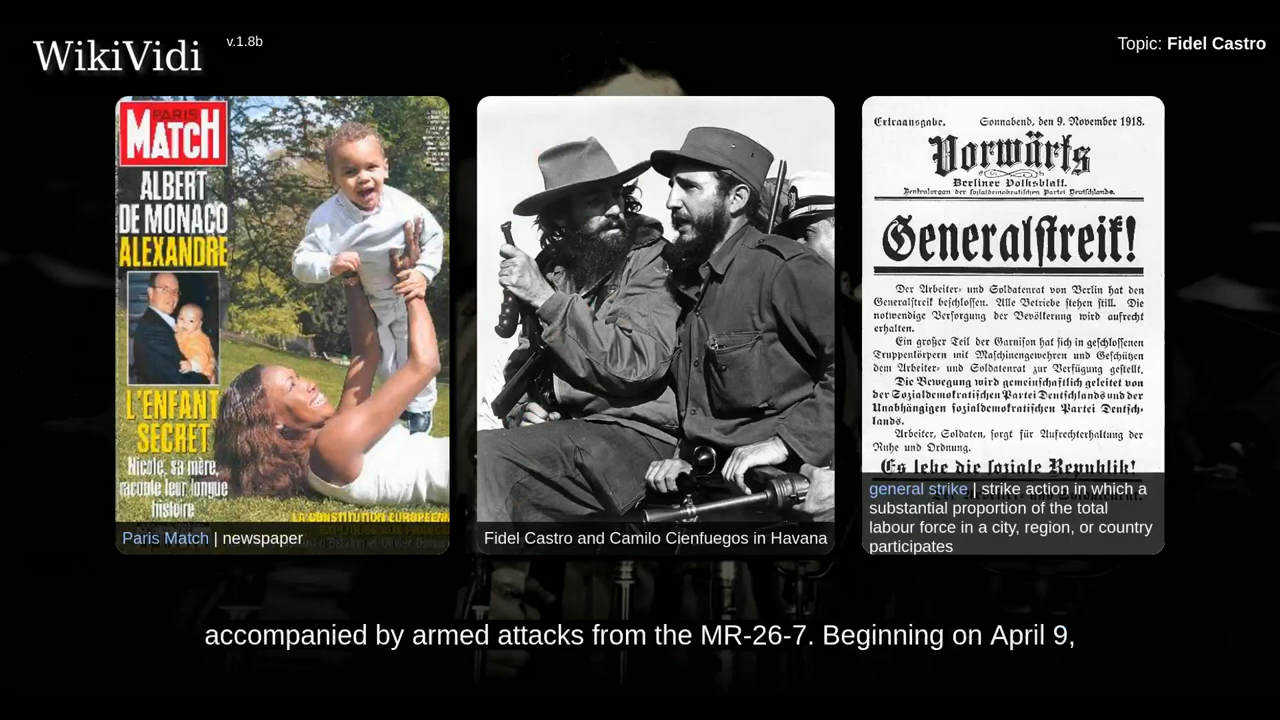 WikiVidi
v.1.8b
Topic: Fidel Castro
PARIS
MATCH
ALBERT
DE MONACO
ALEXANDRE
L'ENFANT
SECRET
Nicole, sa mère,
raconte leur longue
histoire
LA CONSTITUTION EUROPÉENN
Paris Match | newspaper
Fidel Castro and Camilo Cienfuegos in Havana
Extraausgabe. Sonnabend, den 9. November 1918.
Vorwärts
Berliner Volksblatt.
Zentralorgan der sozialdemokratischen Partei Deutschlands.
Generalstreik!
Der Arbeiter- und Soldatenrat von Berlin hat den
Generalstreik beschlossen. Alle Betriebe stehen still. Die
notwendige Versorgung der Bevölkerung wird aufrecht
erhalten.
Ein großer Teil der Garnison hat sich in geschlossenen
Truppenkörpern mit Maschinengewehren und Geschützen
dem Arbeiter- und Soldatenrat zur Verfügung gestellt.
Die Bewegung wird gemeinschaftlich geleitet von
der Sozialdemokratischen Partei Deutschlands und der
Unabhängigen sozialdemokratischen Partei Deutsch-
lands.
Arbeiter, Soldaten, sorgt für Aufrechterhaltung der
Ruhe und Ordnung.
Es lebe die soziale Republik!
general strike | strike action in which a
substantial proportion of the total
labour force in a city, region, or country
participates
accompanied by armed attacks from the MR-26-7. Beginning on April 9,